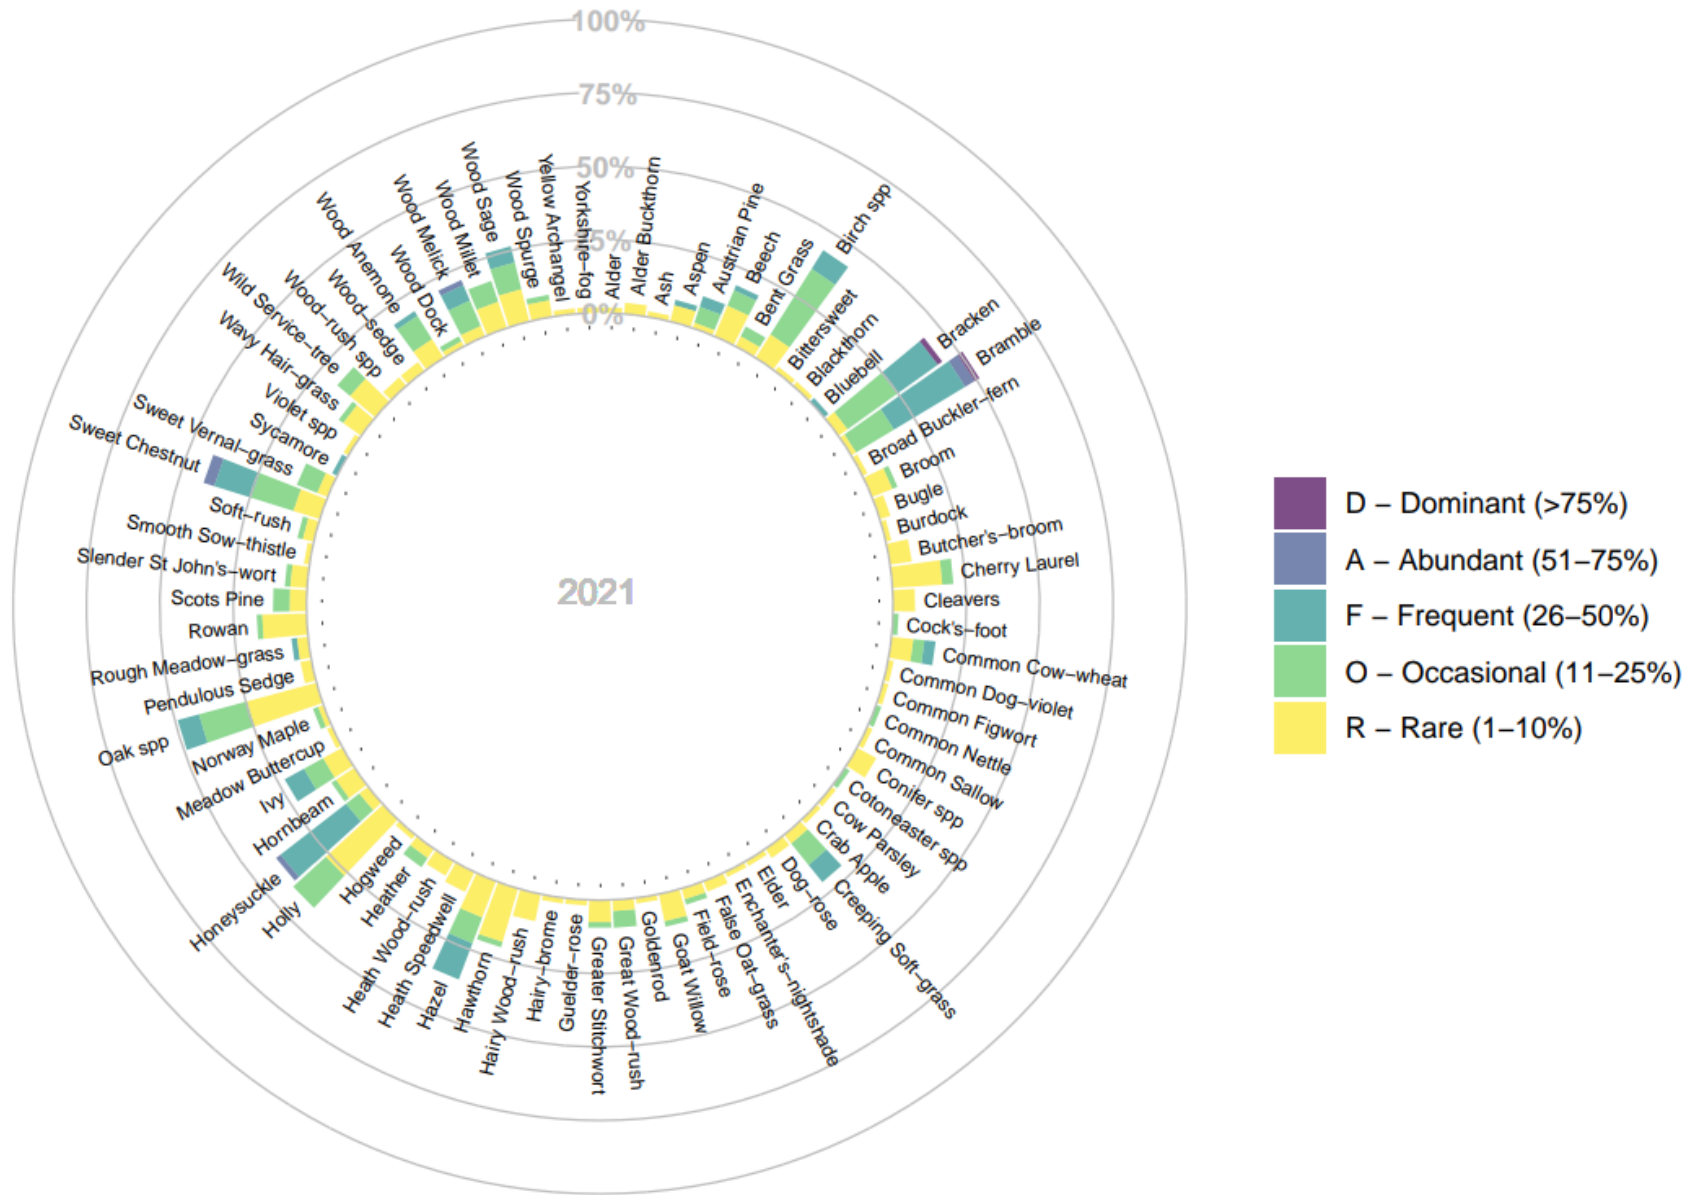 100%
75%
50%
25%
0%
2021
Alder
Alder Buckthorn
Ash
Aspen
Austrian Pine
Beech
Bent Grass
Birch spp
Bittersweet
Blackthorn
Bluebell
Bracken
Bramble
Broad Buckler–fern
Broom
Bugle
Burdock
Butcher's–broom
Cherry Laurel
Cleavers
Cock's–foot
Common Cow–wheat
Common Dog–violet
Common Figwort
Common Nettle
Common Sallow
Conifer spp
Cotoneaster spp
Cow Parsley
Crab Apple
Creeping Soft–grass
Dog–rose
Elder
Enchanter's–nightshade
False Oat–grass
Field–rose
Goat Willow
Goldenrod
Great Wood–rush
Greater Stitchwort
Guelder–rose
Hairy–brome
Hairy Wood–rush
Hawthorn
Hazel
Heath Speedwell
Heath Wood–rush
Heather
Hogweed
Holly
Honeysuckle
Hornbeam
Ivy
Meadow Buttercup
Norway Maple
Oak spp
Pendulous Sedge
Rough Meadow–grass
Rowan
Scots Pine
Slender St John's–wort
Smooth Sow–thistle
Soft–rush
Sweet Chestnut
Sweet Vernal–grass
Sycamore
Violet spp
Wavy Hair–grass
Wild Service–tree
Wood–rush spp
Wood–sedge
Wood Anemone
Wood Dock
Wood Melick
Wood Millet
Wood Sage
Wood Spurge
Yellow Archangel
Yorkshire–fog
D – Dominant (>75%)
A – Abundant (51–75%)
F – Frequent (26–50%)
O – Occasional (11–25%)
R – Rare (1–10%)